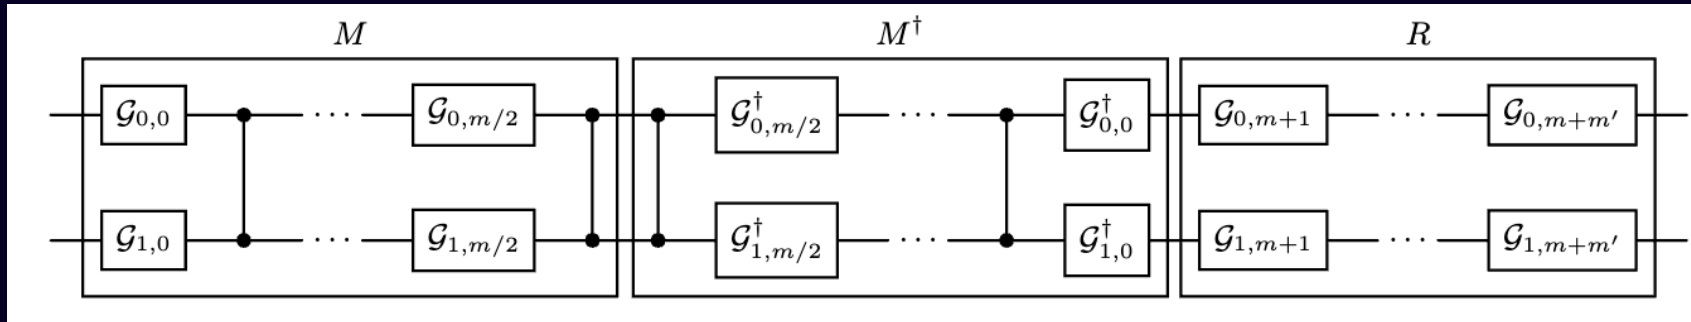 M M† R
𝒢₀,₀ ⋯ 𝒢₀,ₘ/₂ 𝒢†₀,ₘ/₂ ⋯ 𝒢†₀,₀ 𝒢₀,ₘ₊₁ ⋯ 𝒢₀,ₘ₊ₘ′
𝒢₁,₀ ⋯ 𝒢₁,ₘ/₂ 𝒢†₁,ₘ/₂ ⋯ 𝒢†₁,₀ 𝒢₁,ₘ₊₁ ⋯ 𝒢₁,ₘ₊ₘ′